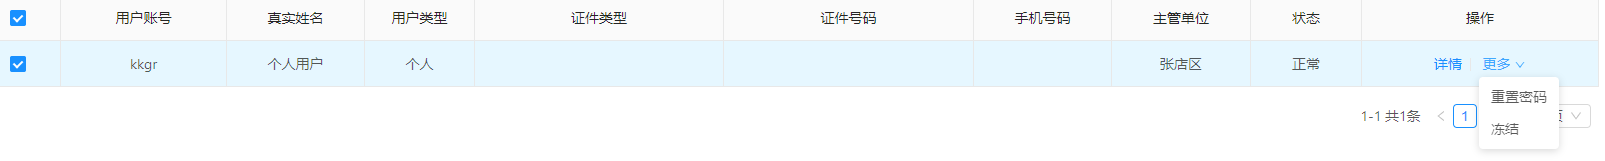 用户账号 真实姓名 用户类型 证件类型 证件号码 手机号码 主管单位 状态 操作
kkgr 个人用户 个人 张店区 正常 详情 更多
重置密码
1-1 共1条 1
冻结